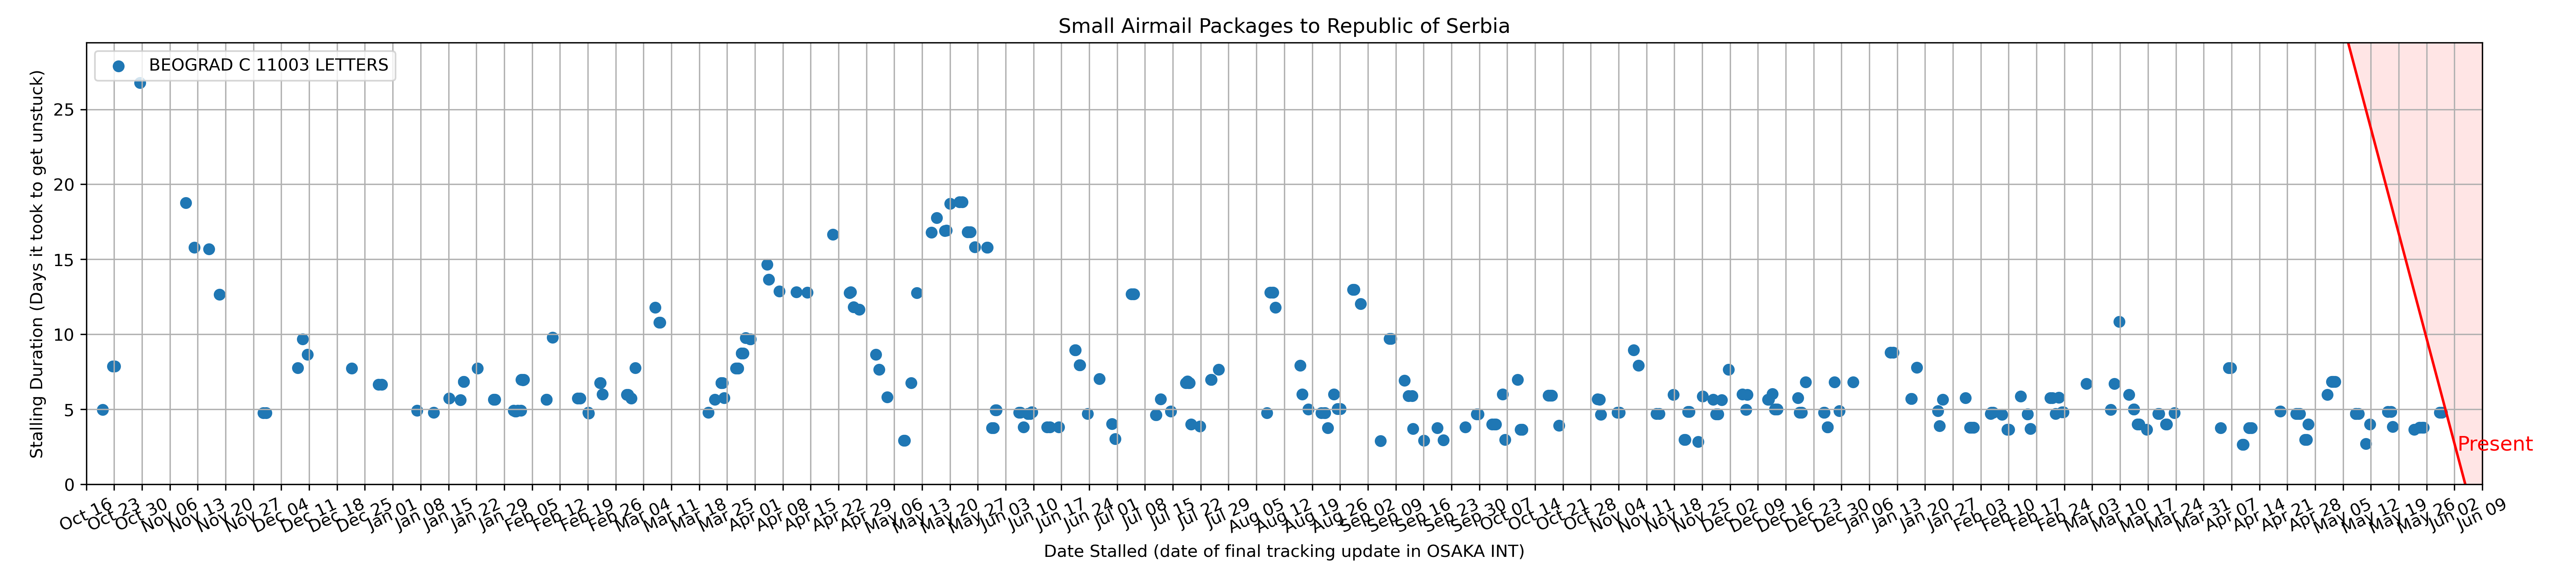 Small Airmail Packages to Republic of Serbia
BEOGRAD C 11003 LETTERS
Stalling Duration (Days it took to get unstuck)
25
20
15
10
5
0
Present
Oct 16
Oct 23
Oct 30
Nov 06
Nov 13
Nov 20
Nov 27
Dec 04
Dec 11
Dec 18
Dec 25
Jan 01
Jan 08
Jan 15
Jan 22
Jan 29
Feb 05
Feb 12
Feb 19
Feb 26
Mar 04
Mar 11
Mar 18
Mar 25
Apr 01
Apr 08
Apr 15
Apr 22
Apr 29
May 06
May 13
May 20
May 27
Jun 03
Jun 10
Jun 17
Jun 24
Jul 01
Jul 08
Jul 15
Jul 22
Jul 29
Aug 05
Aug 12
Aug 19
Aug 26
Sep 02
Sep 09
Sep 16
Sep 23
Sep 30
Oct 07
Oct 14
Oct 21
Oct 28
Nov 04
Nov 11
Nov 18
Nov 25
Dec 02
Dec 09
Dec 16
Dec 23
Dec 30
Jan 06
Jan 13
Jan 20
Jan 27
Feb 03
Feb 10
Feb 17
Feb 24
Mar 03
Mar 10
Mar 17
Mar 24
Mar 31
Apr 07
Apr 14
Apr 21
Apr 28
May 05
May 12
May 19
May 26
Jun 02
Jun 09
Date Stalled (date of final tracking update in OSAKA INT)